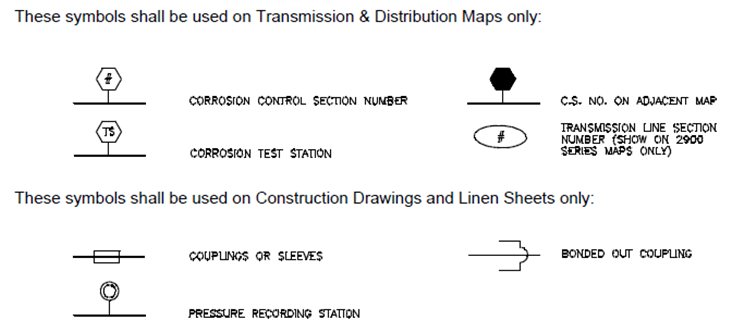 These symbols shall be used on Transmission & Distribution Maps only:
#
CORROSION CONTROL SECTION NUMBER
C.S. NO. ON ADJACENT MAP
TS
CORROSION TEST STATION
#
TRANSMISSION LINE SECTION
NUMBER (SHOW ON 2900
SERIES MAPS ONLY)
These symbols shall be used on Construction Drawings and Linen Sheets only:
COUPLINGS OR SLEEVES
BONDED OUT COUPLING
PRESSURE RECORDING STATION